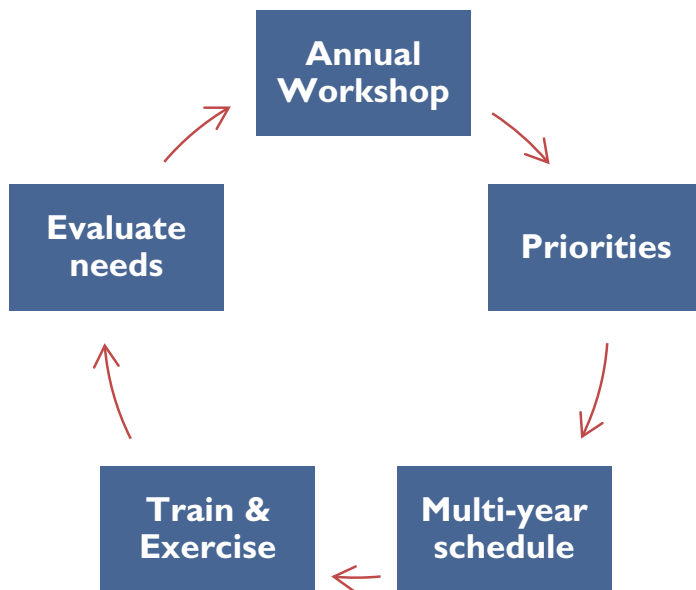 Annual
Workshop
Priorities
Multi-year
schedule
Train &
Exercise
Evaluate
needs